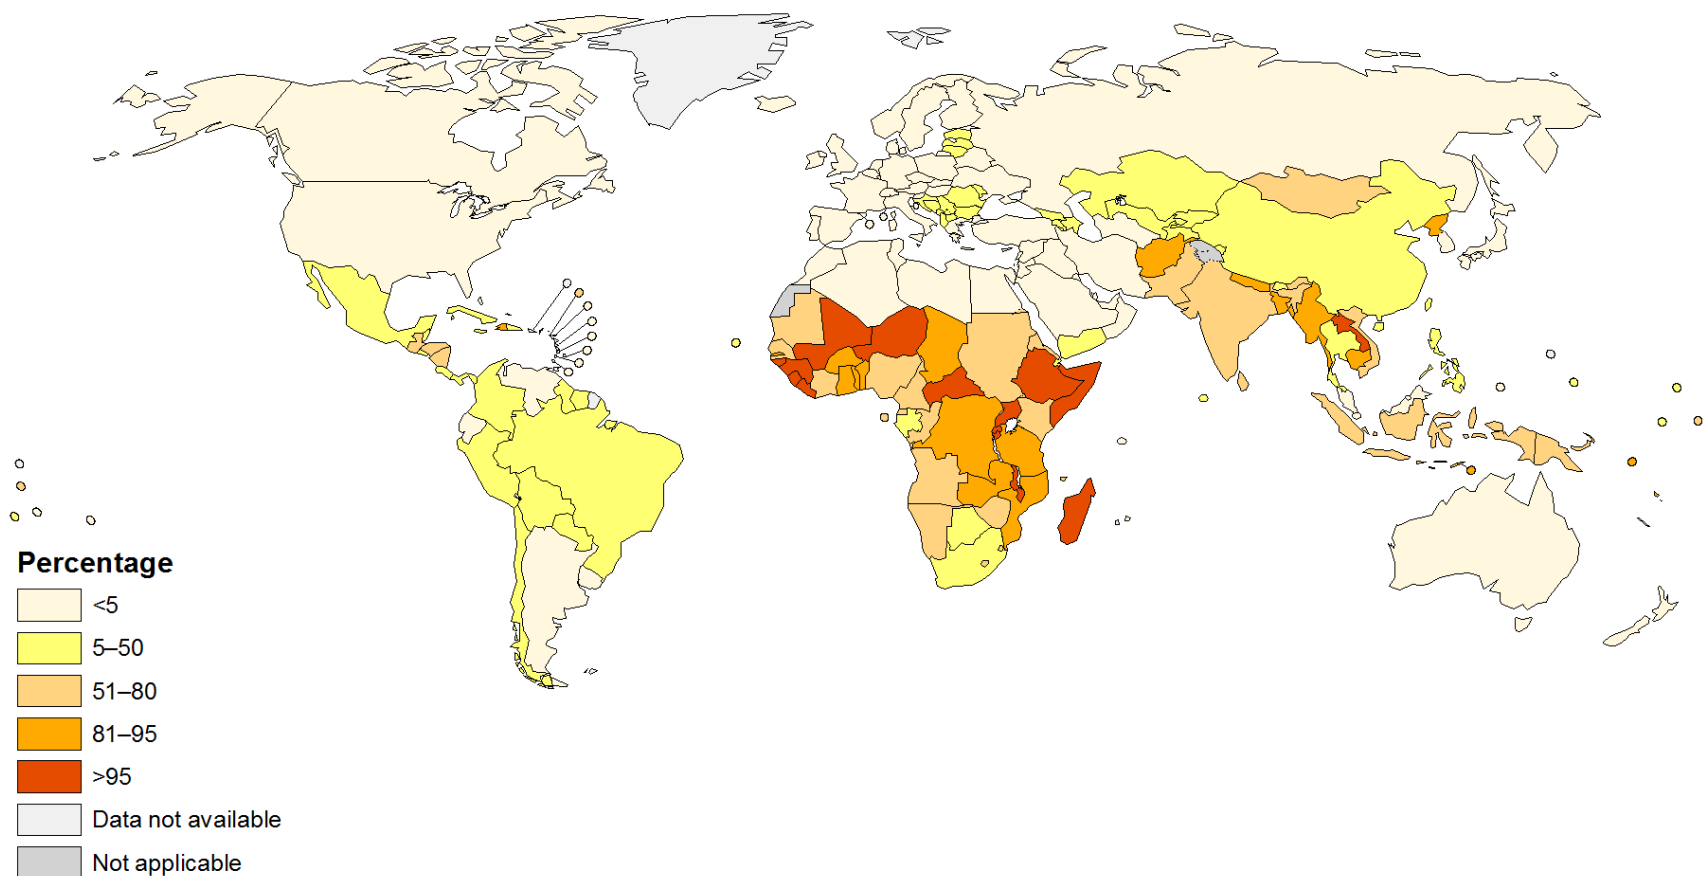 Percentage
<5
5–50
51–80
81–95
>95
Data not available
Not applicable